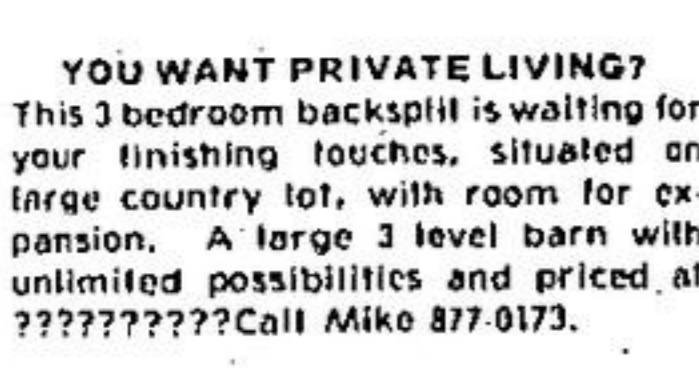 YOU WANT PRIVATE LIVING?
This 3 bedroom backsplit is waiting for
your finishing touches, situated on
large country lot, with room for ex-
pansion. A large 3 level barn with
unlimited possibilities and priced at
??????????Call Mike 877-0173.